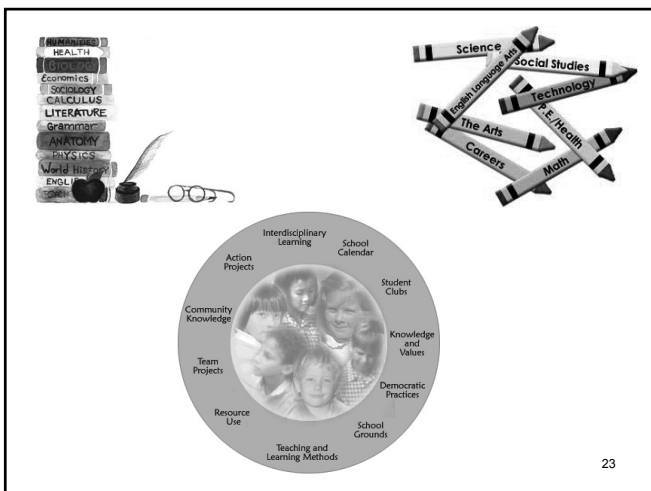 HUMANITIES
HEALTH
BIOLOGY
Economics
SOCIOLOGY
CALCULUS
LITERATURE
Grammar
ANATOMY
PHYSICS
World History
ENGLI
Science
Social Studies
English Language Arts
Technology
P.E./Health
The Arts
Careers
Math
Interdisciplinary
Learning
School
Calendar
Student
Clubs
Knowledge
and
Values
Democratic
Practices
School
Grounds
Teaching and
Learning Methods
Resource
Use
Team
Projects
Community
Knowledge
Action
Projects
23